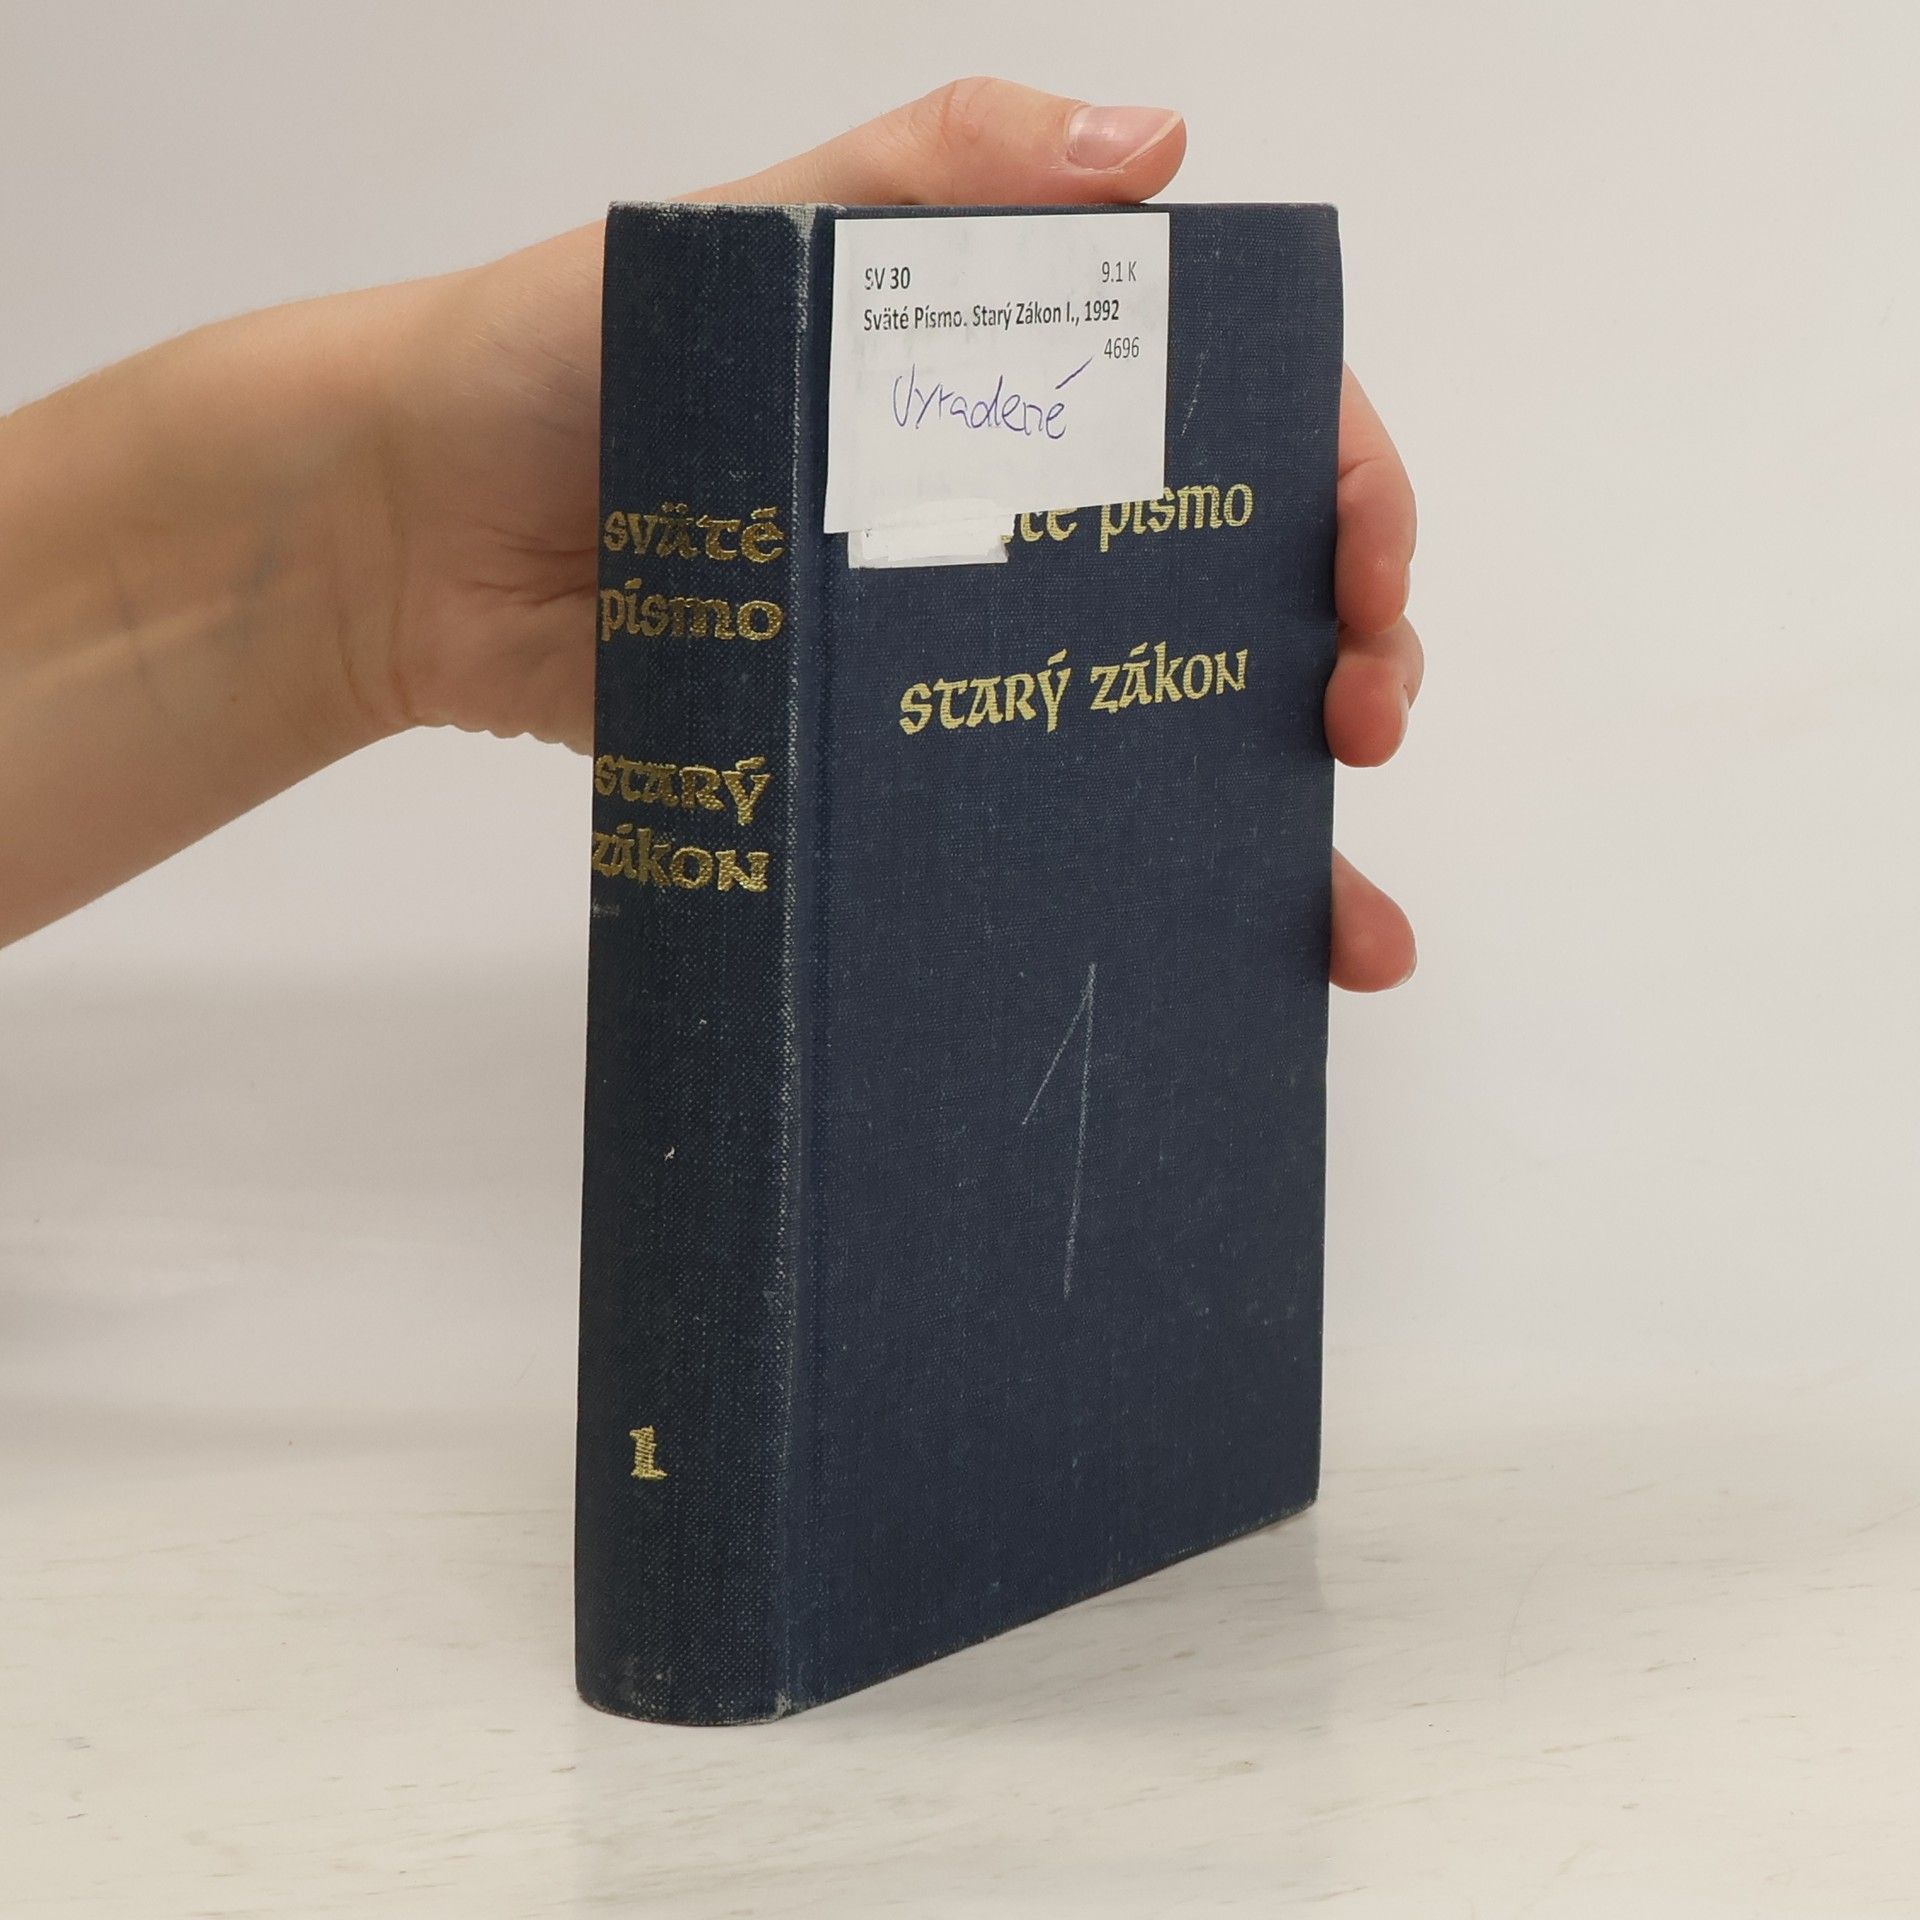 sväté
písmo
starý
zákon
1
SV 30 9.1 K
Sväté Písmo. Starý Zákon I., 1992
4696
Vyradené
písmo
starý zákon
1